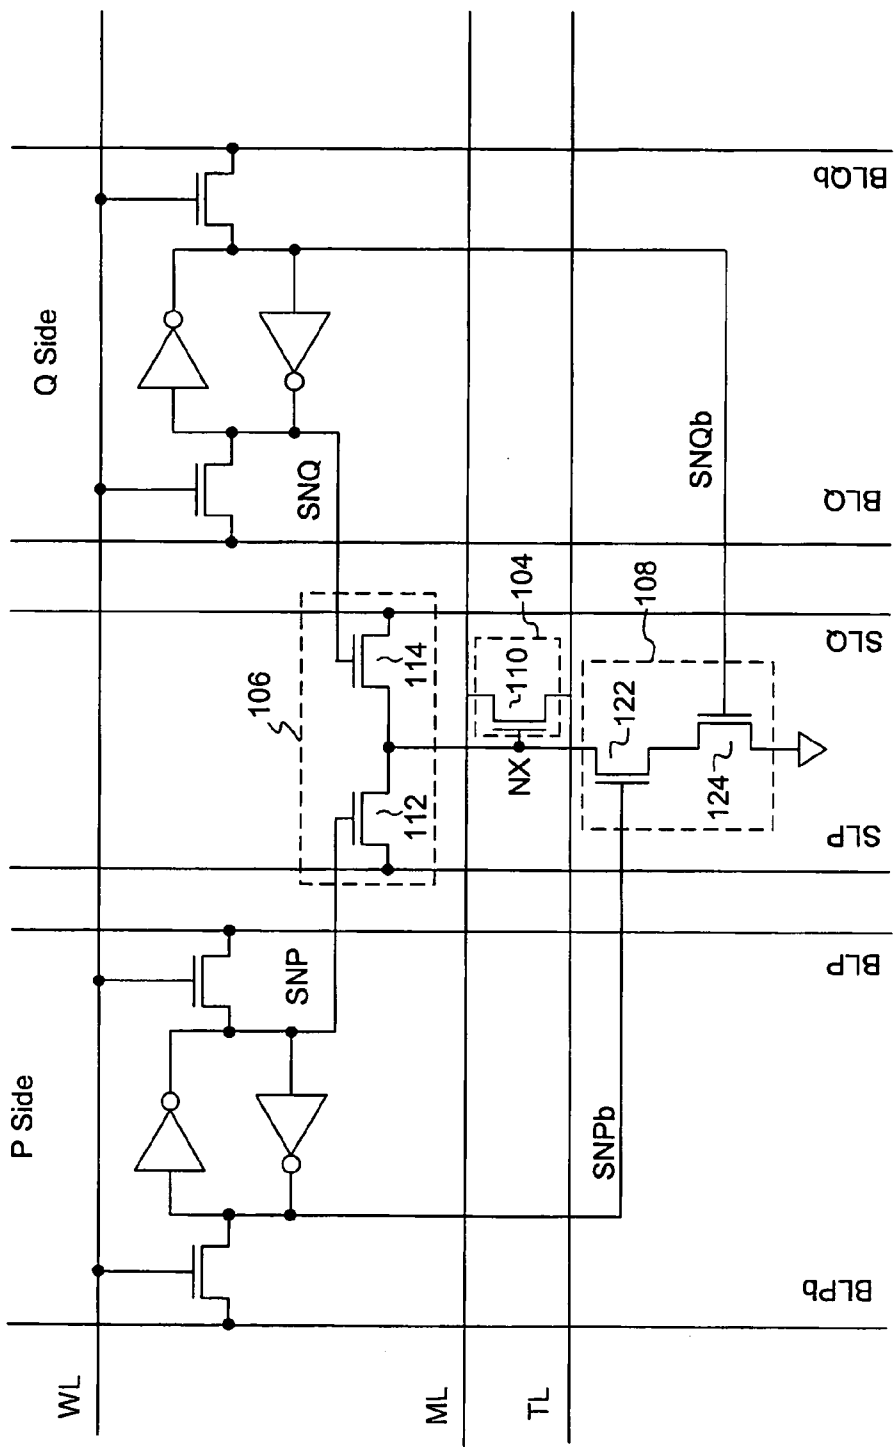 P Side
Q Side
WL
SNP
SNQ
106
112
114
ML
NX
110
104
TL
SNPb
SNQb
122
108
124
BLPb
BLP
SLP
SLQ
BLQ
BLQb